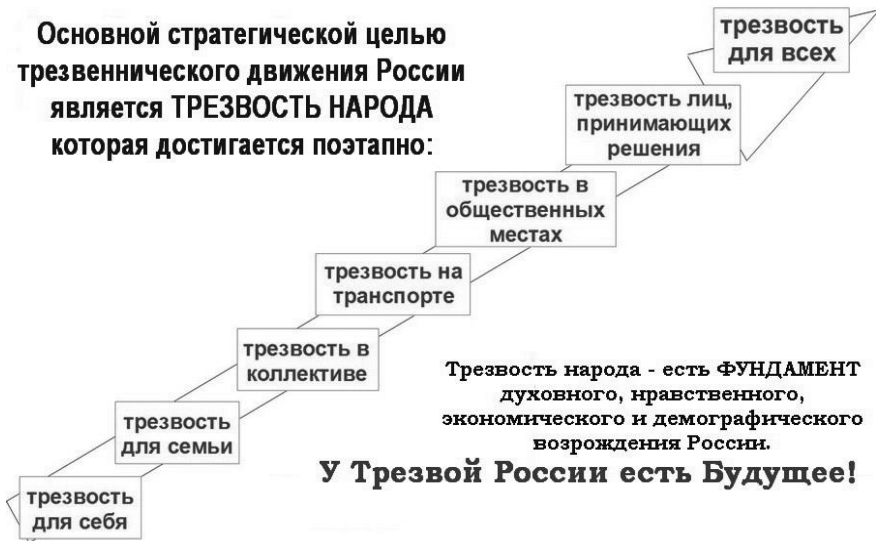 Основной стратегической целью
трезвеннического движения России
является ТРЕЗВОСТЬ НАРОДА
которая достигается поэтапно:
трезвость
для всех
трезвость лиц,
принимающих
решения
трезвость в
общественных
местах
трезвость на
транспорте
трезвость в
коллективе
трезвость
для семьи
трезвость
для себя
Трезвость народа - есть ФУНДАМЕНТ
духовного, нравственного,
экономического и демографического
возрождения России.
У Трезвой России есть Будущее!